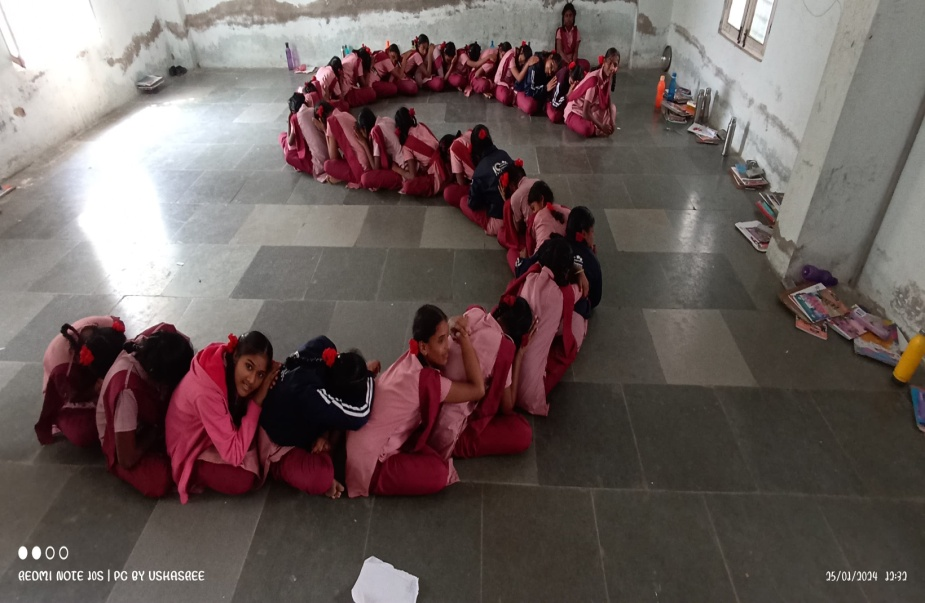 REDMI NOTE 10S | PC BY USHASREE
25/01/2024 12:32